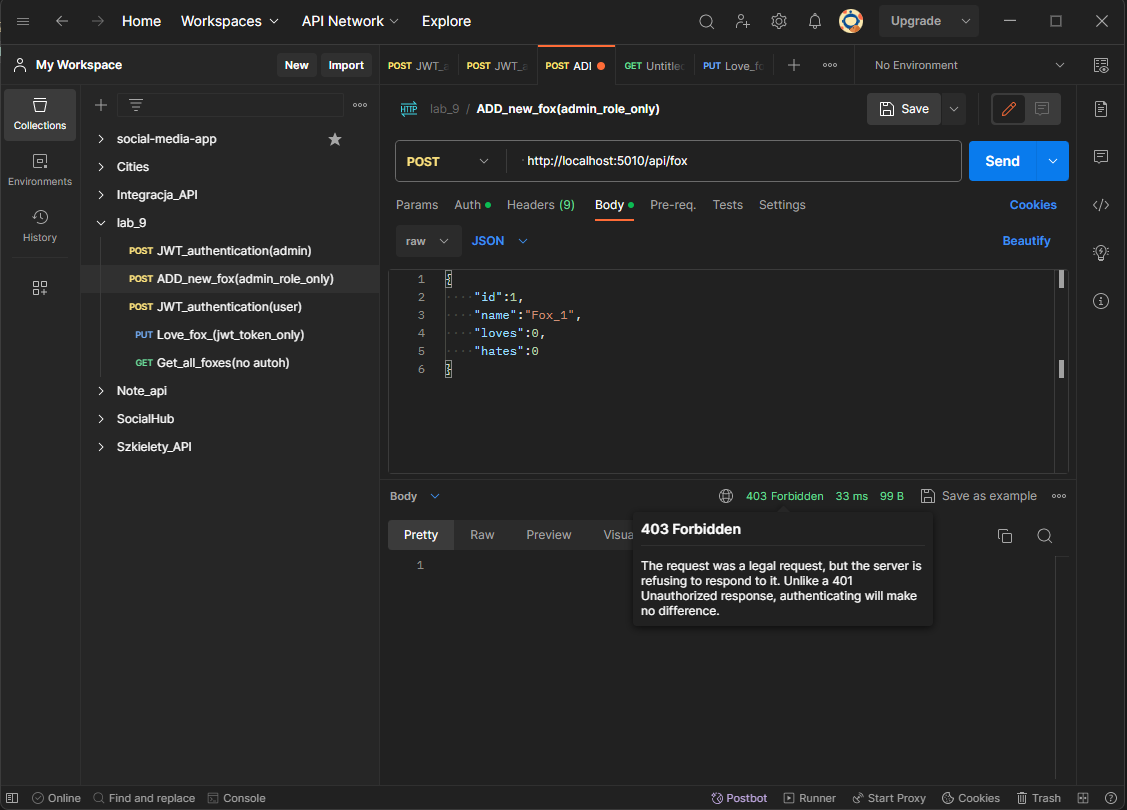 Home Workspaces API Network Explore Upgrade
My Workspace New Import
POST JWT_a POST JWT_a POST ADI GET Untitle PUT Love_fo No Environment
Collections
Environments
History
social-media-app
Cities
Integracja_API
lab_9
POST JWT_authentication(admin)
POST ADD_new_fox(admin_role_only)
POST JWT_authentication(user)
PUT Love_fox_(jwt_token_only)
GET Get_all_foxes(no autoh)
Note_api
SocialHub
Szkielety_API
HTTP lab_9 / ADD_new_fox(admin_role_only) Save
POST http://localhost:5010/api/fox Send
Params Auth Headers (9) Body Pre-req. Tests Settings Cookies
raw JSON Beautify
1 {
2 ····"id":1,
3 ····"name":"Fox_1",
4 ····"loves":0,
5 ····"hates":0
6 }
Body 403 Forbidden 33 ms 99 B Save as example
Pretty Raw Preview Visua
1
403 Forbidden
The request was a legal request, but the server is
refusing to respond to it. Unlike a 401
Unauthorized response, authenticating will make
no difference.
Online Find and replace Console Postbot Runner Start Proxy Cookies Trash